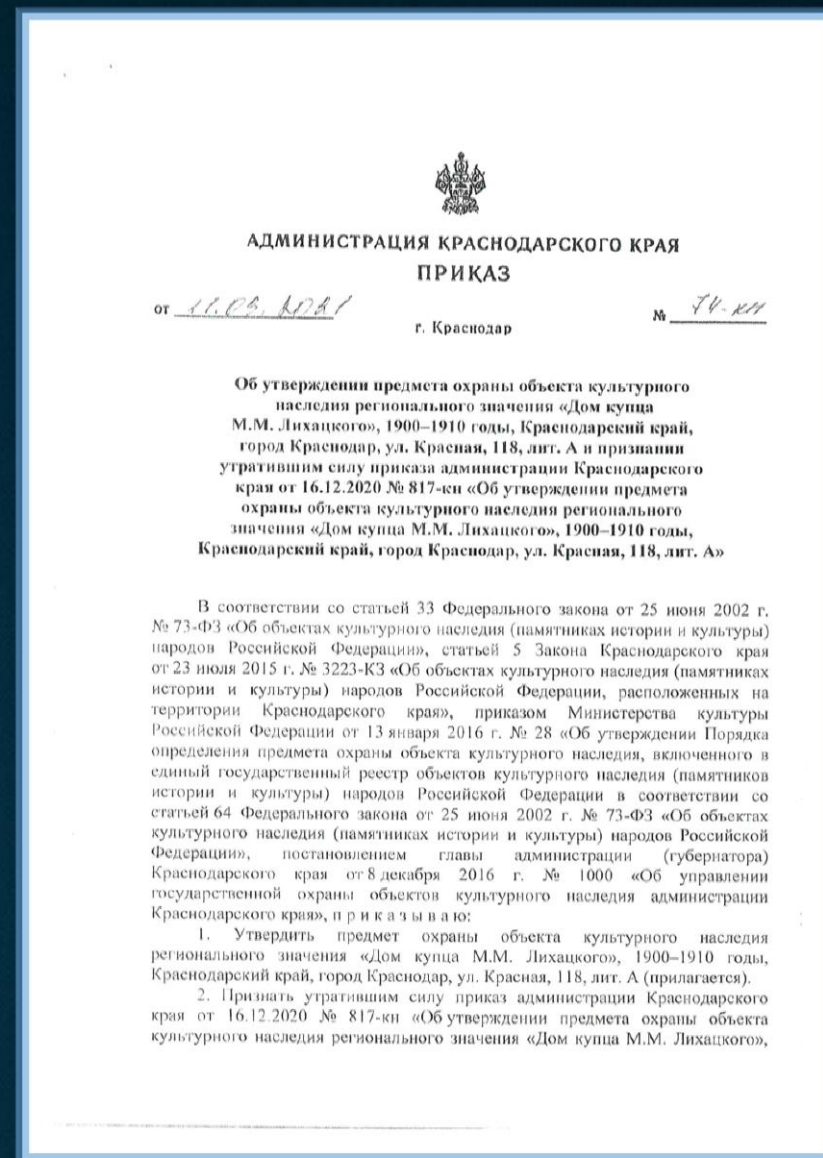 АДМИНИСТРАЦИЯ КРАСНОДАРСКОГО КРАЯ
ПРИКАЗ
от 11.03.2021 № 74-кн
г. Краснодар
Об утверждении предмета охраны объекта культурного
наследия регионального значения «Дом купца
М.М. Лихацкого», 1900–1910 годы, Краснодарский край,
город Краснодар, ул. Красная, 118, лит. А и признании
утратившим силу приказа администрации Краснодарского
края от 16.12.2020 № 817-кн «Об утверждении предмета
охраны объекта культурного наследия регионального
значения «Дом купца М.М. Лихацкого», 1900–1910 годы,
Краснодарский край, город Краснодар, ул. Красная, 118, лит. А»
В соответствии со статьей 33 Федерального закона от 25 июня 2002 г.
№ 73-ФЗ «Об объектах культурного наследия (памятниках истории и культуры)
народов Российской Федерации», статьей 5 Закона Краснодарского края
от 23 июля 2015 г. № 3223-КЗ «Об объектах культурного наследия (памятниках
истории и культуры) народов Российской Федерации, расположенных на
территории Краснодарского края», приказом Министерства культуры
Российской Федерации от 13 января 2016 г. № 28 «Об утверждении Порядка
определения предмета охраны объекта культурного наследия, включенного в
единый государственный реестр объектов культурного наследия (памятников
истории и культуры) народов Российской Федерации в соответствии со
статьей 64 Федерального закона от 25 июня 2002 г. № 73-ФЗ «Об объектах
культурного наследия (памятниках истории и культуры) народов Российской
Федерации», постановлением главы администрации (губернатора)
Краснодарского края от 8 декабря 2016 г. № 1000 «Об управлении
государственной охраны объектов культурного наследия администрации
Краснодарского края», п р и к а з ы в а ю:
1. Утвердить предмет охраны объекта культурного наследия
регионального значения «Дом купца М.М. Лихацкого», 1900–1910 годы,
Краснодарский край, город Краснодар, ул. Красная, 118, лит. А (прилагается).
2. Признать утратившим силу приказ администрации Краснодарского
края от 16.12.2020 № 817-кн «Об утверждении предмета охраны объекта
культурного наследия регионального значения «Дом купца М.М. Лихацкого»,